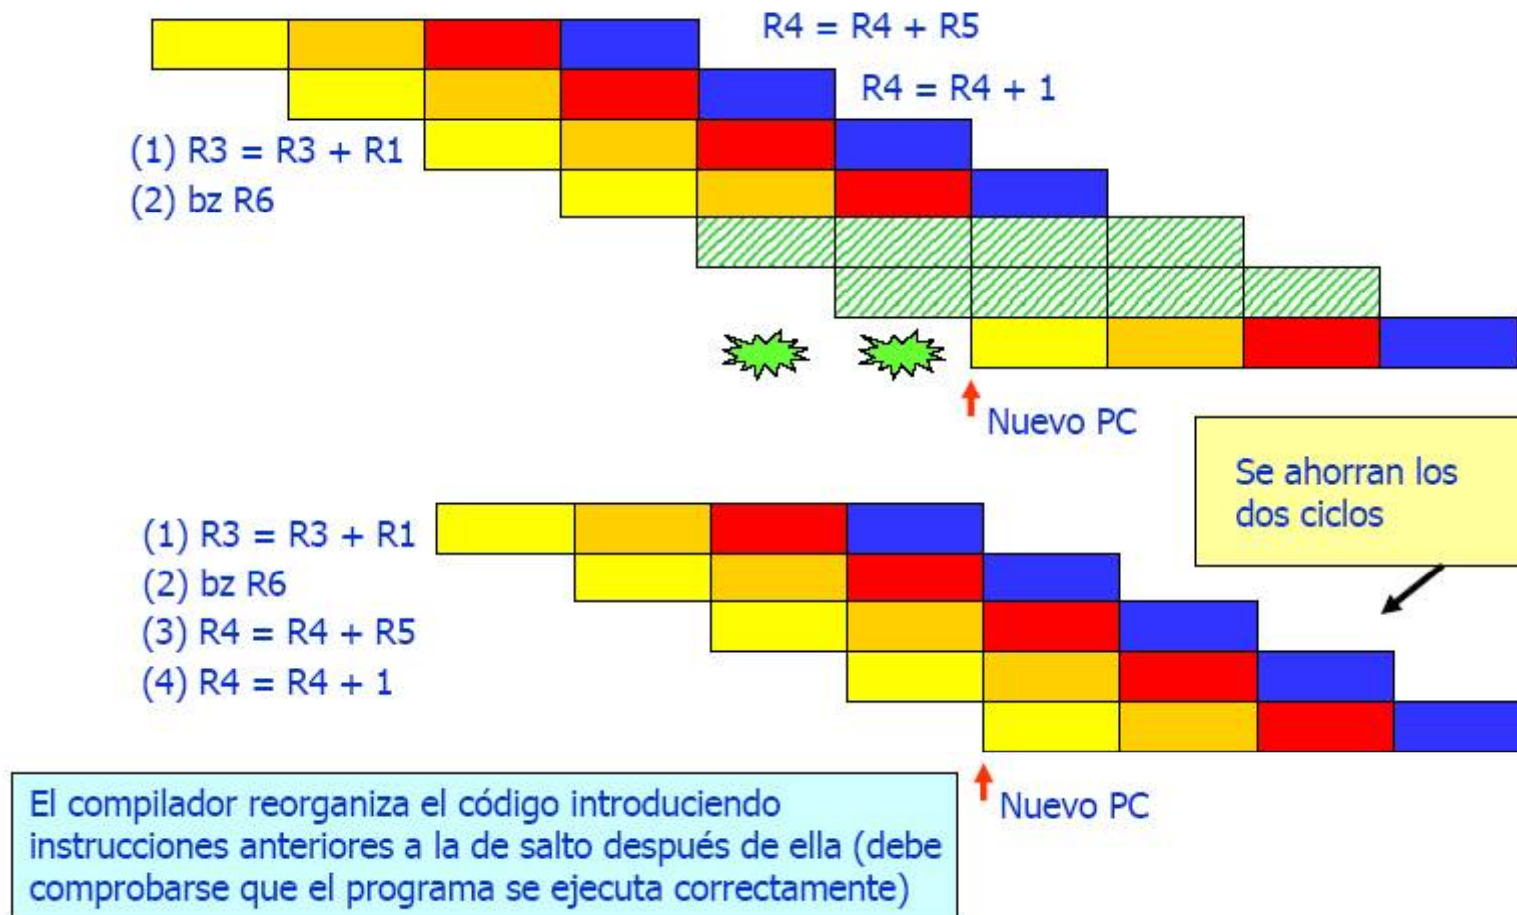 R4 = R4 + R5
R4 = R4 + 1
(1) R3 = R3 + R1
(2) bz R6
Nuevo PC
Se ahorran los
dos ciclos
(1) R3 = R3 + R1
(2) bz R6
(3) R4 = R4 + R5
(4) R4 = R4 + 1
Nuevo PC
El compilador reorganiza el código introduciendo
instrucciones anteriores a la de salto después de ella (debe
comprobarse que el programa se ejecuta correctamente)